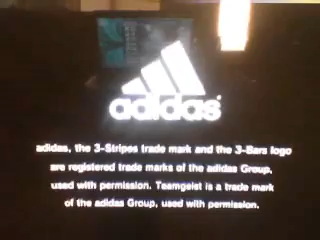 adidas
adidas, the 3-Stripes trade mark and the 3-Bars logo
are registered trade marks of the adidas Group,
used with permission. Teamgeist is a trade mark
of the adidas Group, used with permission.